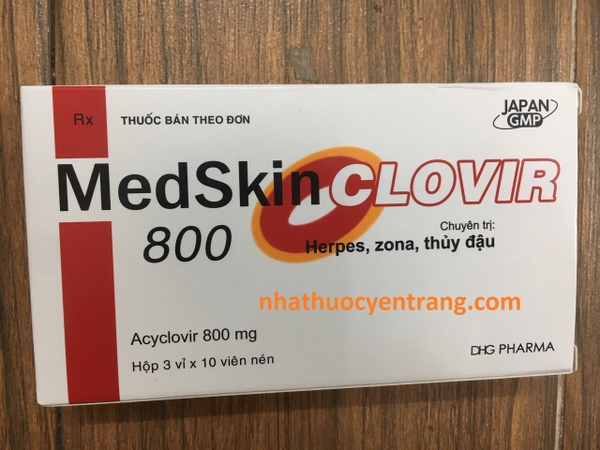 Rx
THUỐC BÁN THEO ĐƠN
JAPAN
GMP
MedSkin CLOVIR
800
Chuyên trị:
Herpes, zona, thủy đậu
nhathuocyentrang.com
Acyclovir 800 mg
Hộp 3 vỉ x 10 viên nén
DHG PHARMA